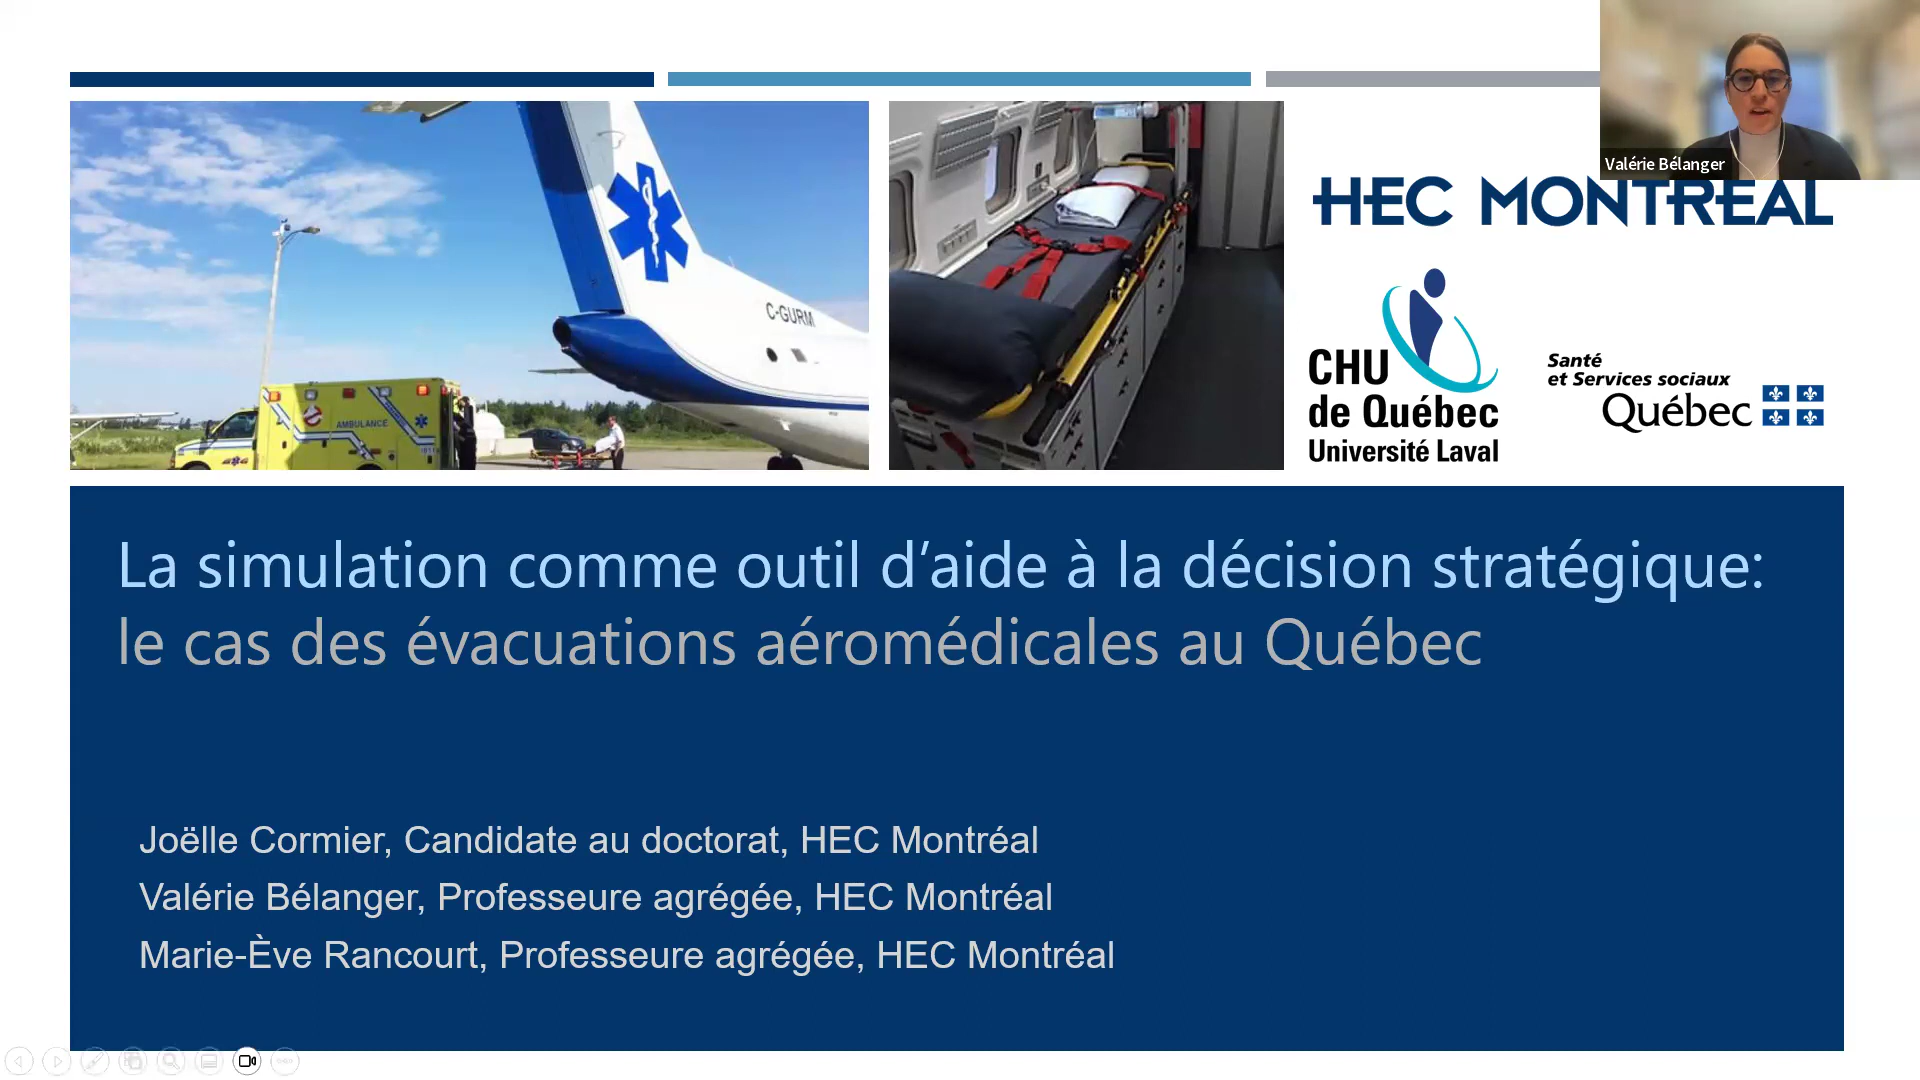 Valérie Bélanger
C-GURM
AMBULANCE
HEC MONTRÉAL
CHU
de Québec
Université Laval
Santé
et Services sociaux
Québec
La simulation comme outil d’aide à la décision stratégique:
le cas des évacuations aéromédicales au Québec
Joëlle Cormier, Candidate au doctorat, HEC Montréal
Valérie Bélanger, Professeure agrégée, HEC Montréal
Marie-Ève Rancourt, Professeure agrégée, HEC Montréal